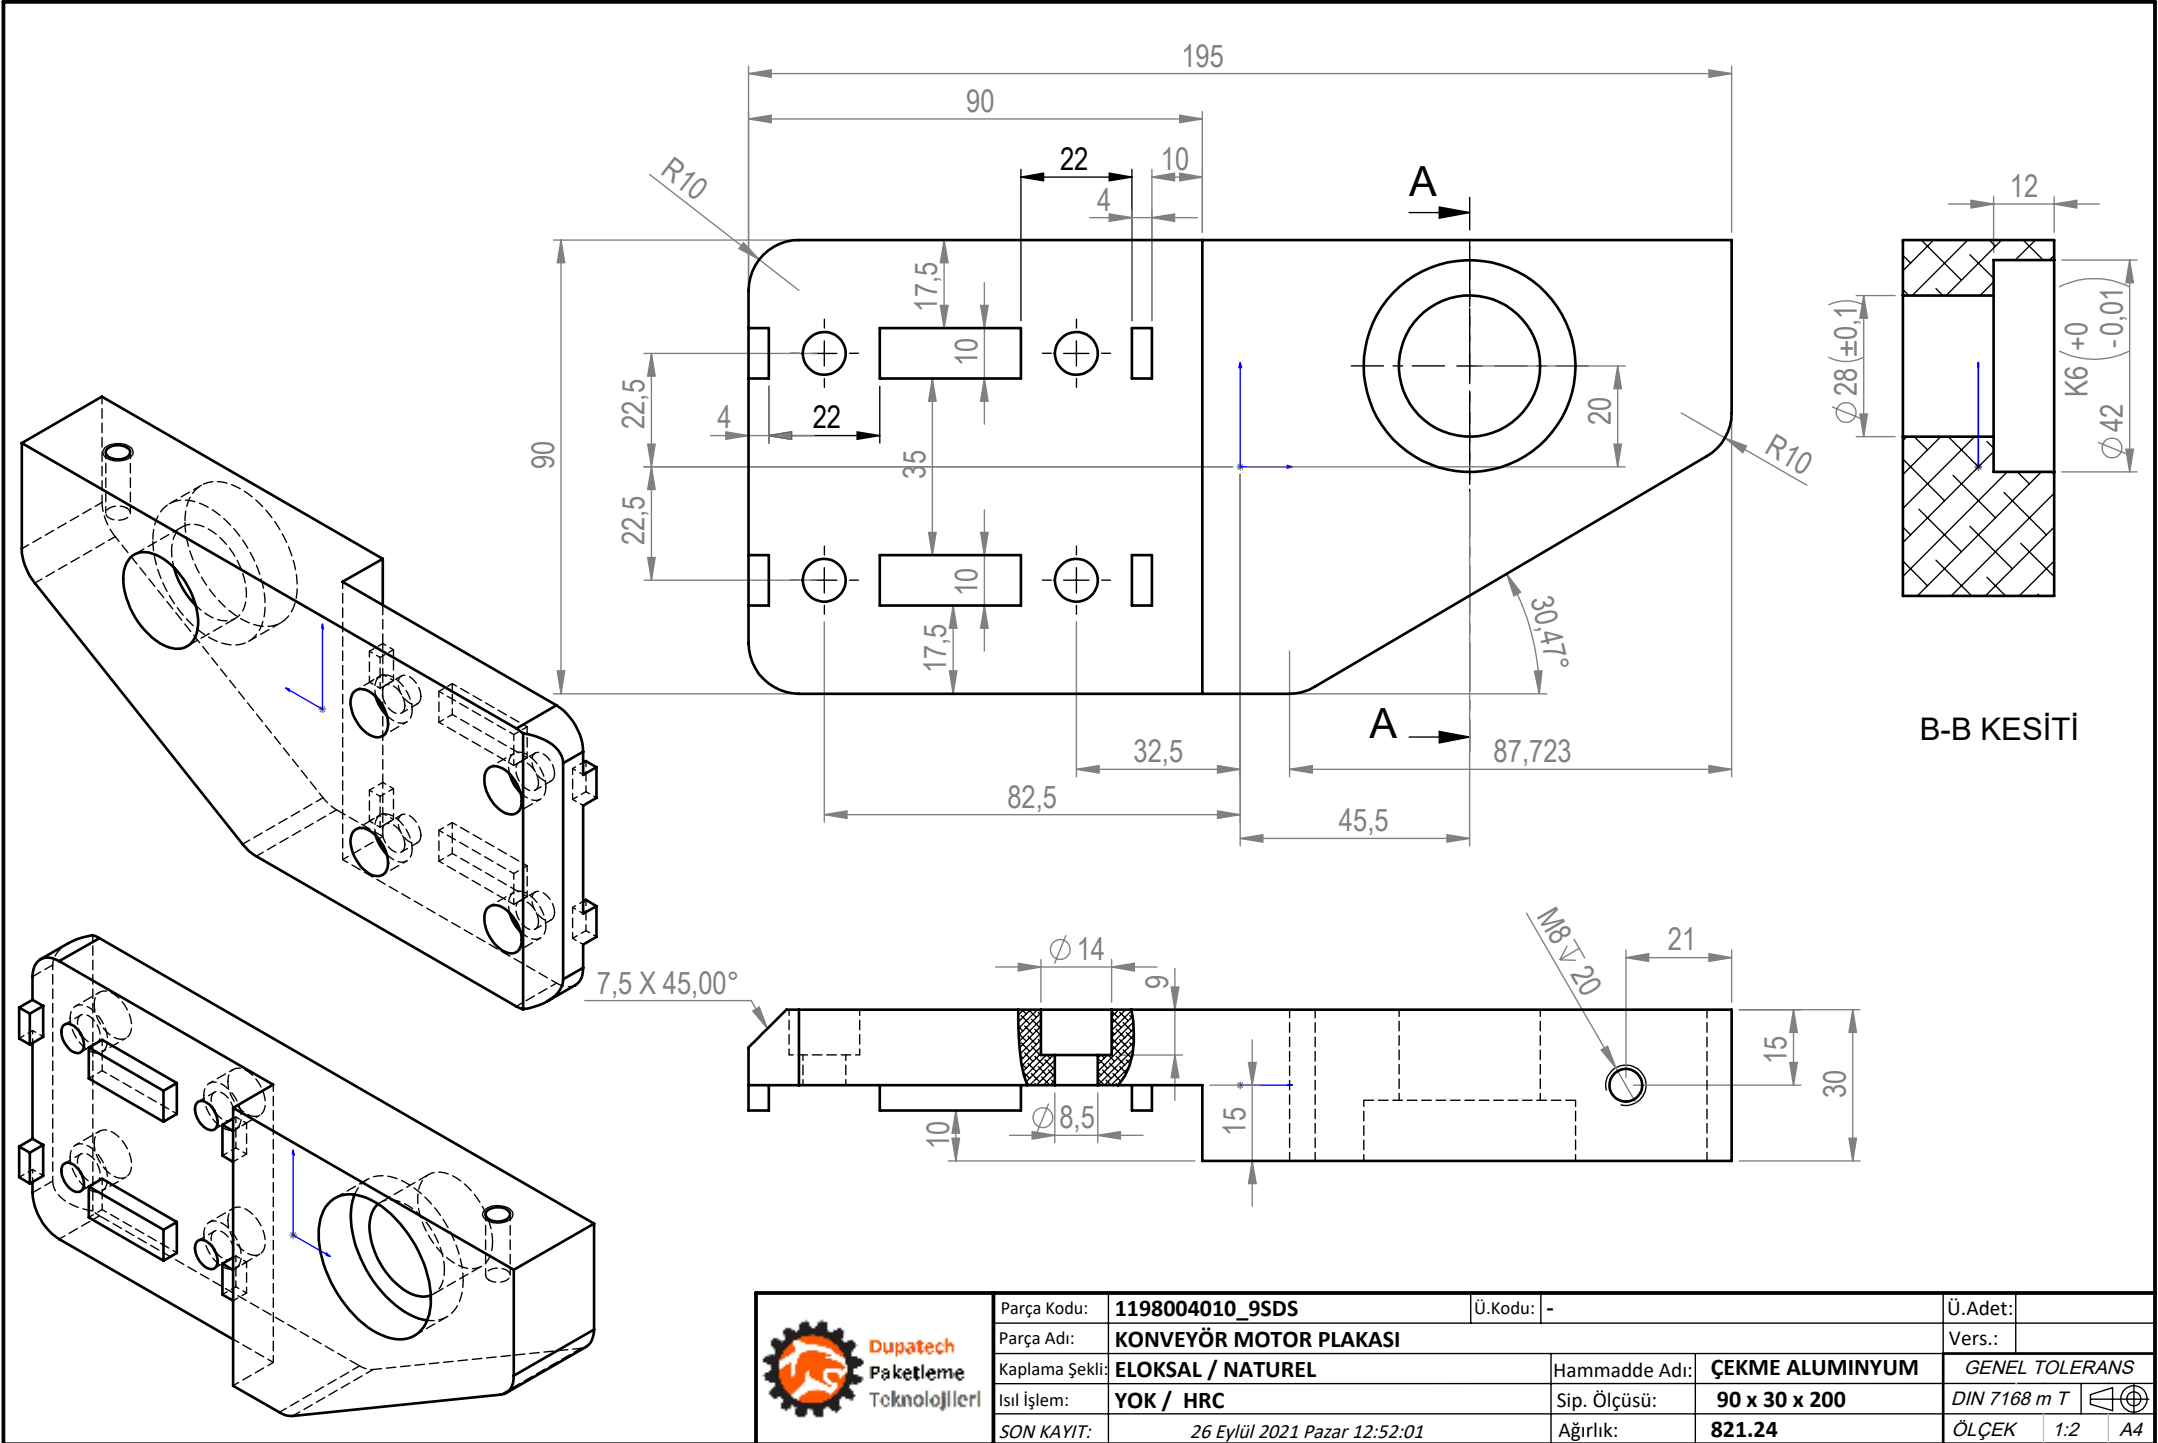 195
90
22
10
4
R10
A
12
17,5
10
22,5
4
22
35
90
20
R10
Ø28 (±0,1)
Ø42 K6 (+0 -0,01)
22,5
10
17,5
30,47°
A
B-B KESİTİ
32,5
87,723
82,5
45,5
7,5 X 45,00°
Ø 14
9
M8 ↧ 20
21
15
30
Ø 8,5
10
15
Dupatech
Paketleme
Teknolojileri
Parça Kodu: 1198004010_9SDS Ü.Kodu: - Ü.Adet:
Parça Adı: KONVEYÖR MOTOR PLAKASI Vers.:
Kaplama Şekli: ELOKSAL / NATUREL Hammadde Adı: ÇEKME ALUMINYUM GENEL TOLERANS
Isıl İşlem: YOK / HRC Sip. Ölçüsü: 90 x 30 x 200 DIN 7168 m T
SON KAYIT: 26 Eylül 2021 Pazar 12:52:01 Ağırlık: 821.24 ÖLÇEK 1:2 A4